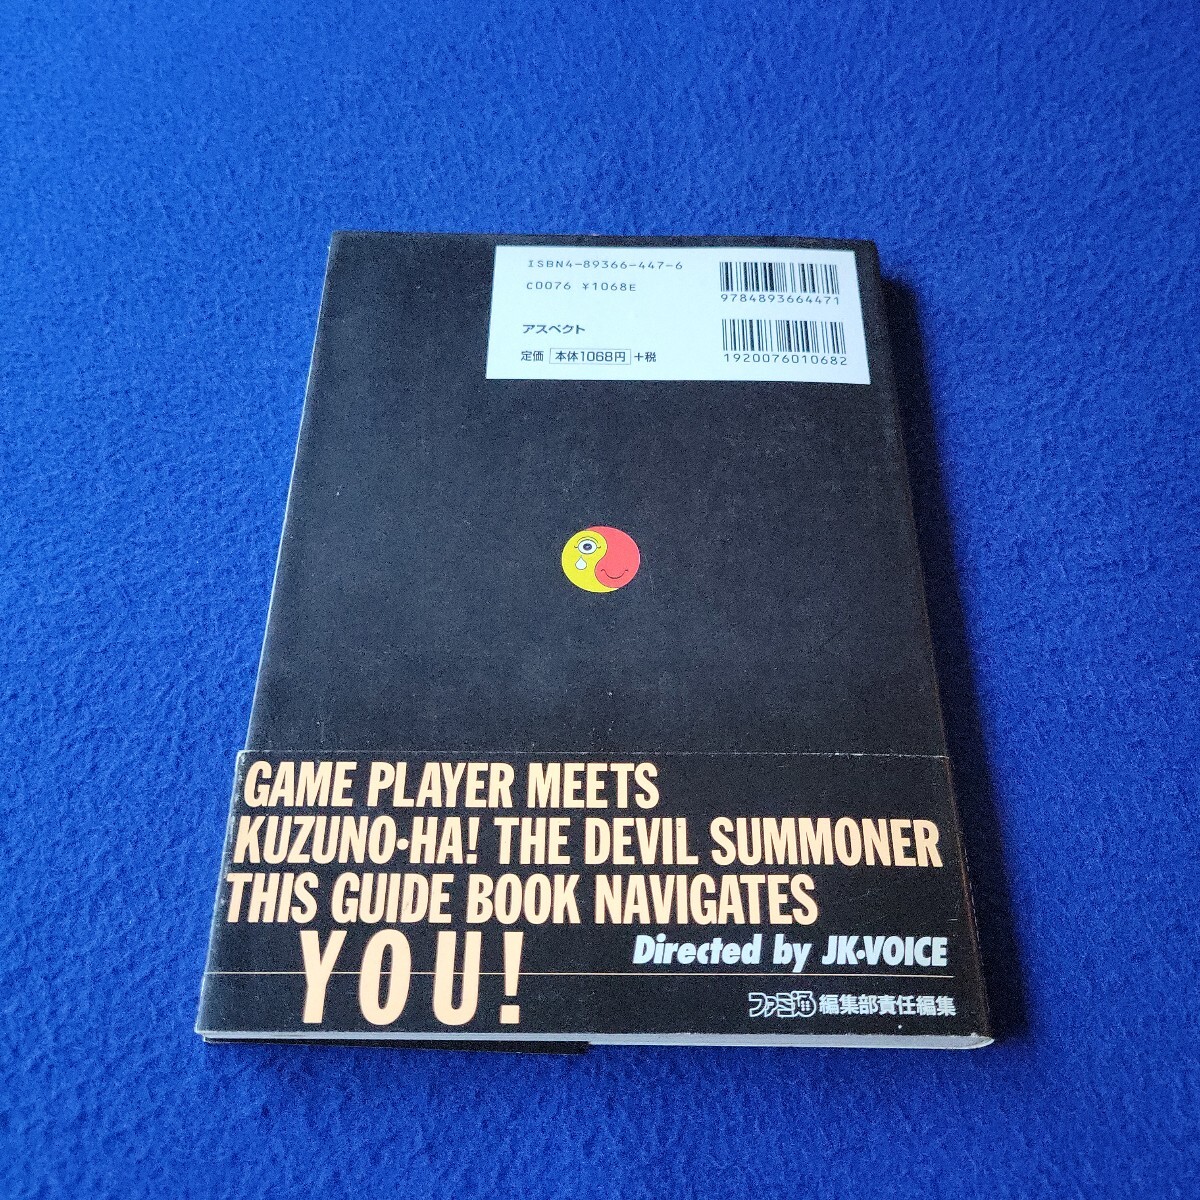 ISBN4-89366-447-6
C0076 ¥1068E
アスペクト
定価 本体1068円 +税
9784893664471
1920076010682
GAME PLAYER MEETS
KUZUNO·HA! THE DEVIL SUMMONER
THIS GUIDE BOOK NAVIGATES
YOU!
Directed by JK·VOICE
ファミ通 編集部責任編集